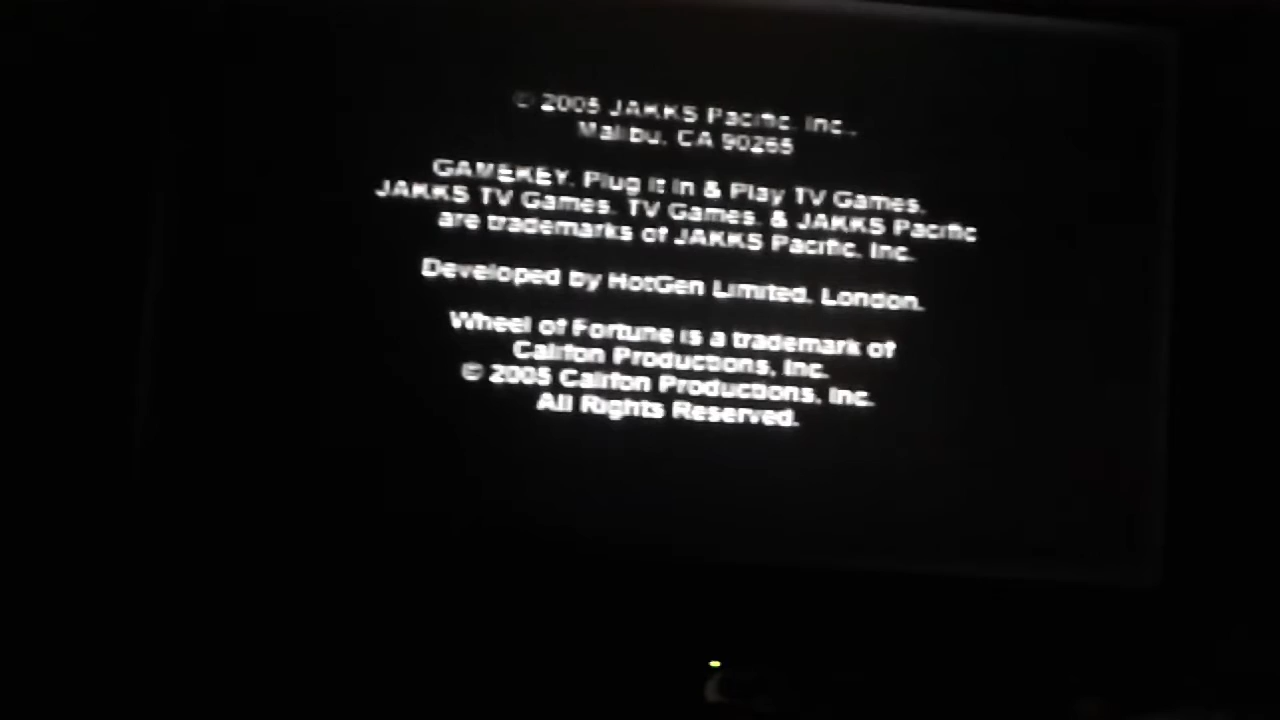 © 2005 JAKKS Pacific, Inc.,
Malibu, CA 90265
GAMEKEY, Plug It In & Play TV Games,
JAKKS TV Games, TV Games, & JAKKS Pacific
are trademarks of JAKKS Pacific, Inc.
Developed by HotGen Limited, London.
Wheel of Fortune is a trademark of
Califon Productions, Inc.
© 2005 Califon Productions, Inc.
All Rights Reserved.